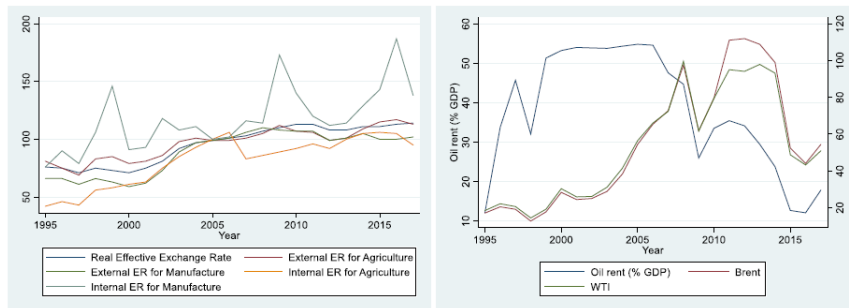 200
150
100
50
1995 2000 2005 2010 2015
Year
Real Effective Exchange Rate External ER for Agriculture
External ER for Manufacture Internal ER for Agriculture
Internal ER for Manufacture
Oil rent (% GDP)
60
50
40
30
20
10
120
100
80
60
40
20
1995 2000 2005 2010 2015
Year
Oil rent (% GDP) Brent
WTI